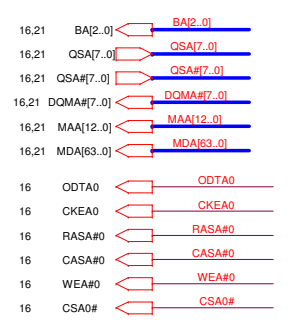 16,21 BA[2..0] BA[2..0]
16,21 QSA[7..0] QSA[7..0]
16,21 QSA#[7..0] QSA#[7..0]
16,21 DQMA#[7..0] DQMA#[7..0]
16,21 MAA[12..0] MAA[12..0]
16,21 MDA[63..0] MDA[63..0]
16 ODTA0 ODTA0
16 CKEA0 CKEA0
16 RASA#0 RASA#0
16 CASA#0 CASA#0
16 WEA#0 WEA#0
16 CSA0# CSA0#